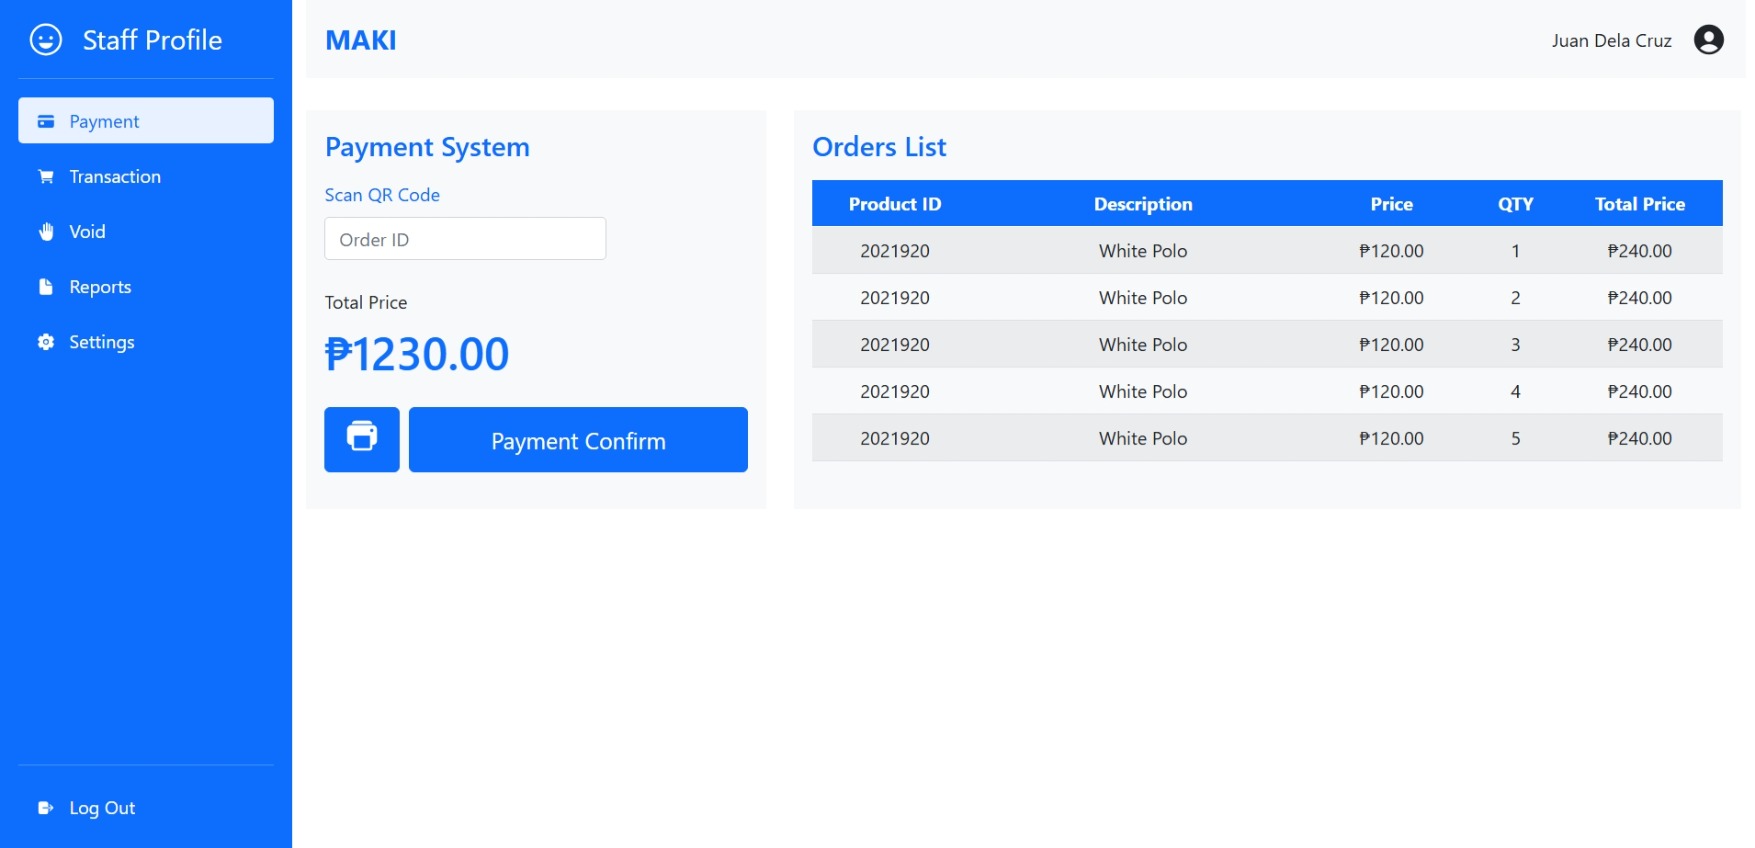 Staff Profile
Payment
Transaction
Void
Reports
Settings
Log Out
MAKI
Juan Dela Cruz
Payment System
Scan QR Code
Order ID
Total Price
₱1230.00
Payment Confirm
Orders List
Product ID Description Price QTY Total Price
2021920 White Polo ₱120.00 1 ₱240.00
2021920 White Polo ₱120.00 2 ₱240.00
2021920 White Polo ₱120.00 3 ₱240.00
2021920 White Polo ₱120.00 4 ₱240.00
2021920 White Polo ₱120.00 5 ₱240.00